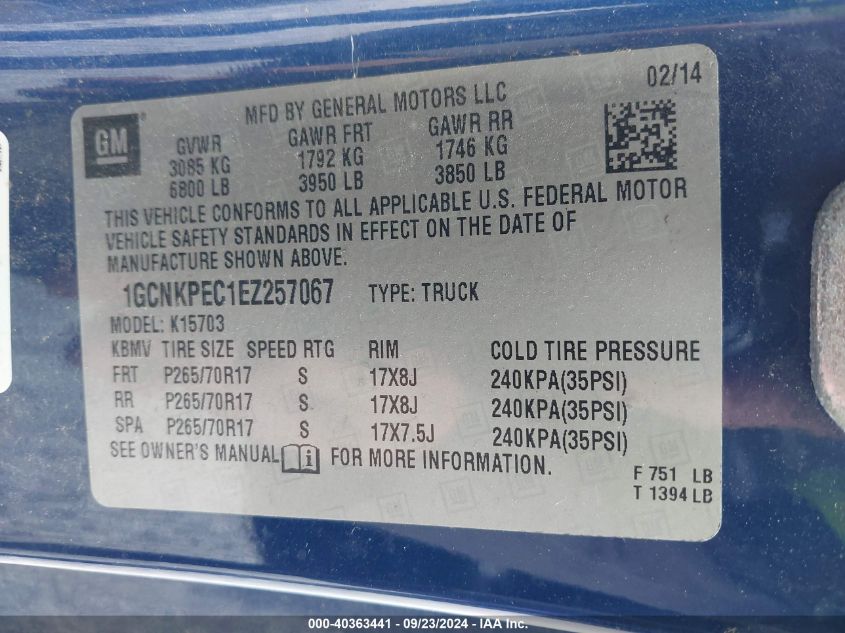 02/14
MFD BY GENERAL MOTORS LLC
GM
GVWR GAWR FRT GAWR RR
3085 KG 1792 KG 1746 KG
6800 LB 3950 LB 3850 LB
THIS VEHICLE CONFORMS TO ALL APPLICABLE U.S. FEDERAL MOTOR
VEHICLE SAFETY STANDARDS IN EFFECT ON THE DATE OF
MANUFACTURE SHOWN ABOVE.
1GCNKPEC1EZ257067 TYPE: TRUCK
MODEL: K15703
KBMV TIRE SIZE SPEED RTG RIM COLD TIRE PRESSURE
FRT P265/70R17 S 17X8J 240KPA(35PSI)
RR P265/70R17 S 17X8J 240KPA(35PSI)
SPA P265/70R17 S 17X7.5J 240KPA(35PSI)
SEE OWNER'S MANUAL i FOR MORE INFORMATION.
F 751 LB
T 1394 LB
000-40363441 - 09/23/2024 - IAA Inc.